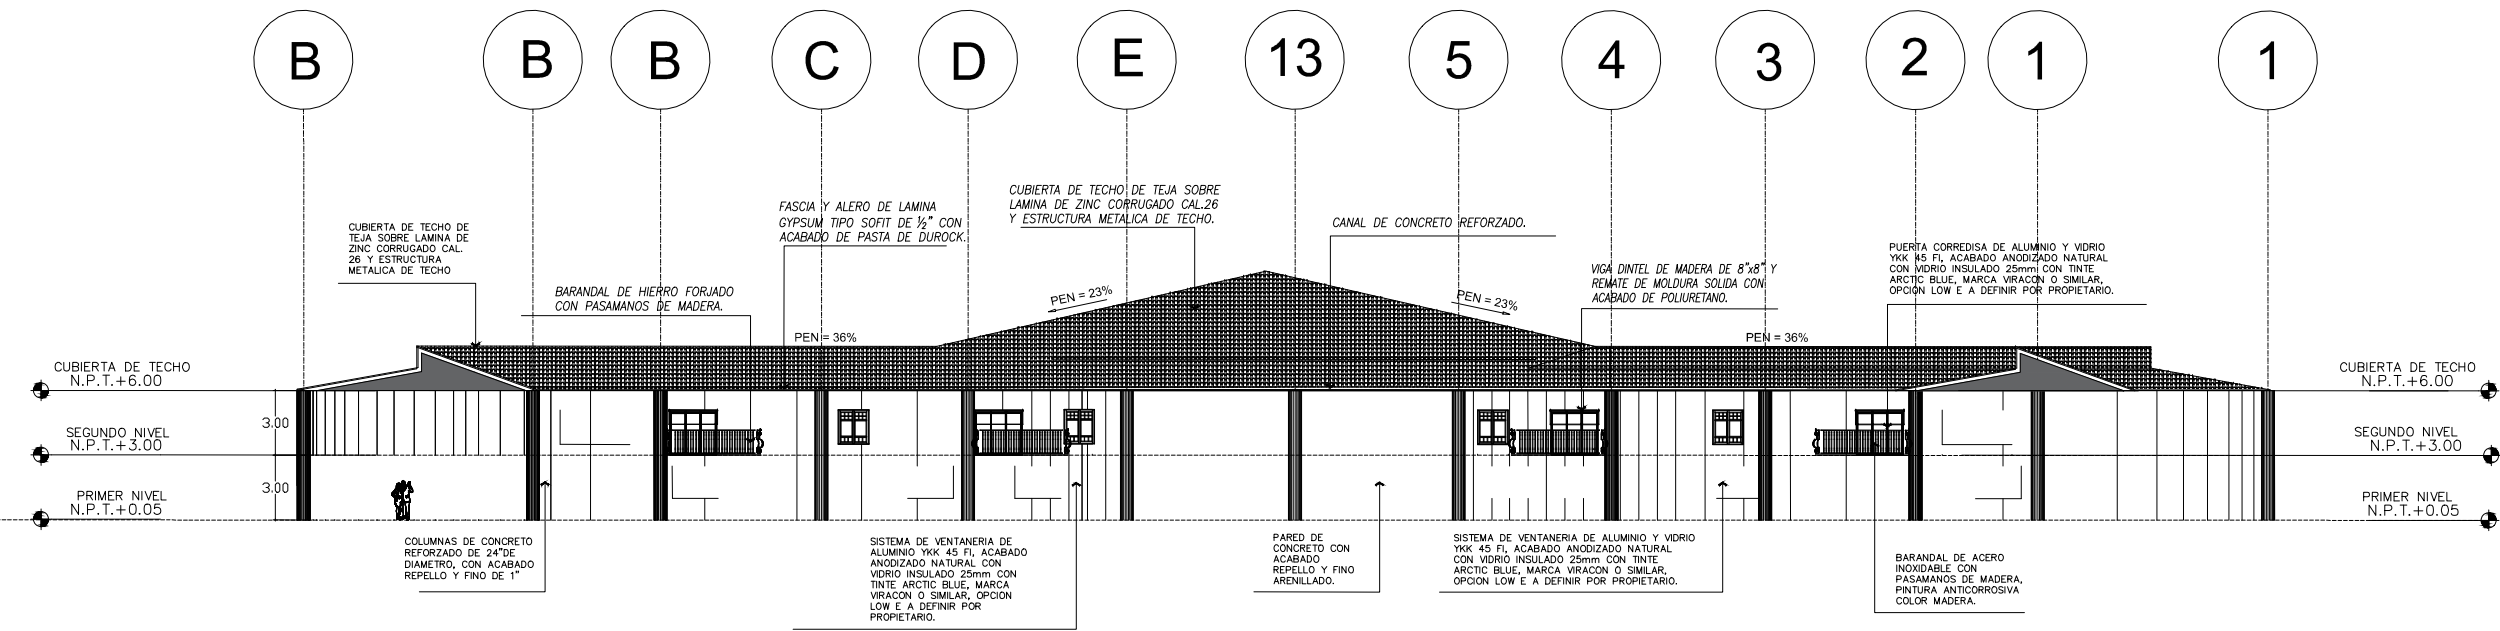 B B B C D E 13 5 4 3 2 1 1
CUBIERTA DE TECHO DE TEJA SOBRE
LAMINA DE ZINC CORRUGADO CAL.26
Y ESTRUCTURA METALICA DE TECHO.
FASCIA Y ALERO DE LAMINA
GYPSUM TIPO SOFIT DE ½" CON
ACABADO DE PASTA DE DUROCK.
CANAL DE CONCRETO REFORZADO.
CUBIERTA DE TECHO DE
TEJA SOBRE LAMINA DE
ZINC CORRUGADO CAL.
26 Y ESTRUCTURA
METALICA DE TECHO
PUERTA CORREDISA DE ALUMINIO Y VIDRIO
YKK 45 FI, ACABADO ANODIZADO NATURAL
CON VIDRIO INSULADO 25mm CON TINTE
ARCTIC BLUE, MARCA VIRACON O SIMILAR,
OPCION LOW E A DEFINIR POR PROPIETARIO.
VIGA DINTEL DE MADERA DE 8"x8" Y
REMATE DE MOLDURA SOLIDA CON
ACABADO DE POLIURETANO.
BARANDAL DE HIERRO FORJADO
CON PASAMANOS DE MADERA.
PEN = 23%
PEN = 23%
PEN = 36%
PEN = 36%
CUBIERTA DE TECHO
N.P.T.+6.00
CUBIERTA DE TECHO
N.P.T.+6.00
3.00
SEGUNDO NIVEL
N.P.T.+3.00
SEGUNDO NIVEL
N.P.T.+3.00
3.00
PRIMER NIVEL
N.P.T.+0.05
PRIMER NIVEL
N.P.T.+0.05
COLUMNAS DE CONCRETO
REFORZADO DE 24"DE
DIAMETRO, CON ACABADO
REPELLO Y FINO DE 1"
SISTEMA DE VENTANERIA DE
ALUMINIO YKK 45 FI, ACABADO
ANODIZADO NATURAL CON
VIDRIO INSULADO 25mm CON
TINTE ARCTIC BLUE, MARCA
VIRACON O SIMILAR, OPCION
LOW E A DEFINIR POR
PROPIETARIO.
PARED DE
CONCRETO CON
ACABADO
REPELLO Y FINO
ARENILLADO.
SISTEMA DE VENTANERIA DE ALUMINIO Y VIDRIO
YKK 45 FI, ACABADO ANODIZADO NATURAL
CON VIDRIO INSULADO 25mm CON TINTE
ARCTIC BLUE, MARCA VIRACON O SIMILAR,
OPCION LOW E A DEFINIR POR PROPIETARIO.
BARANDAL DE ACERO
INOXIDABLE CON
PASAMANOS DE MADERA,
PINTURA ANTICORROSIVA
COLOR MADERA.